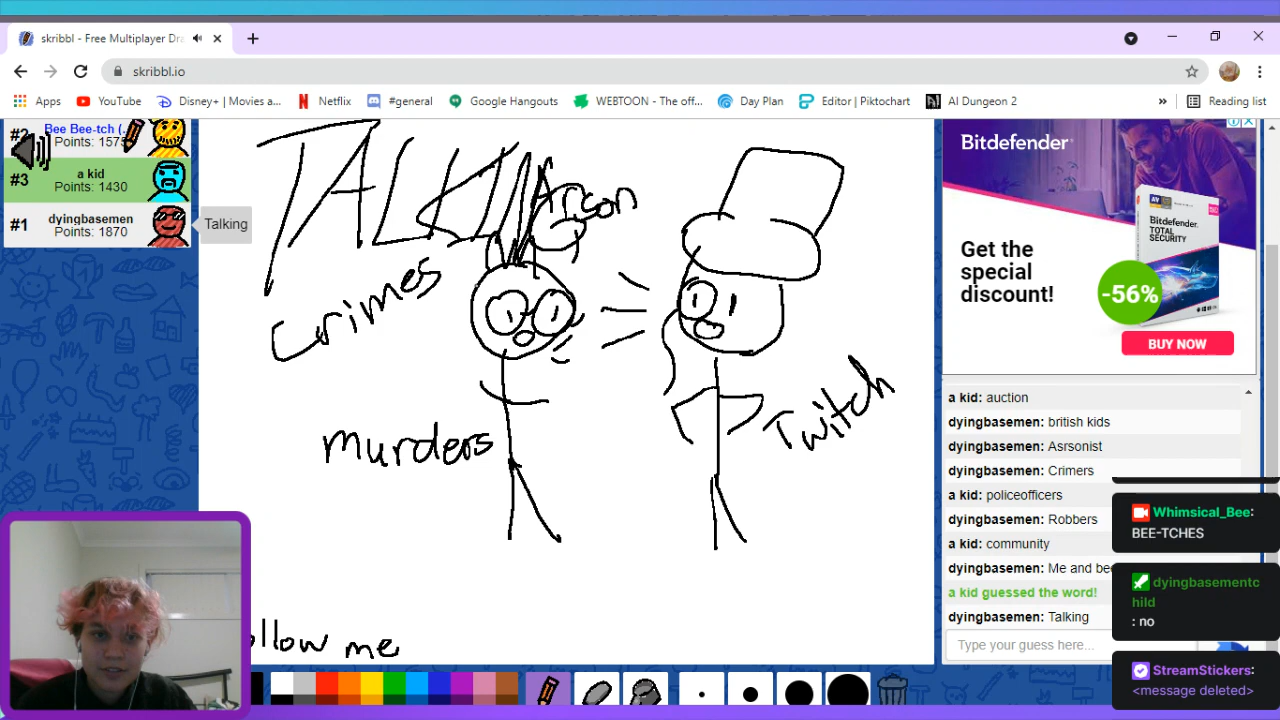 skribbl - Free Multiplayer Dra
skribbl.io
Apps
YouTube
Disney+ | Movies a...
Netflix
#general
Google Hangouts
WEBTOON - The off...
Day Plan
Editor | Piktochart
AI Dungeon 2
»
Reading list
#2
Bee Bee-tch (.
Points: 1575
#3
a kid
Points: 1430
#1
dyingbasemen
Points: 1870
Talking
TALKIN
Arson
Crimes
Murders
Twitch
ollow me
Bitdefender
Bitdefender
TOTAL
SECURITY
Get the
special
discount!
-56%
BUY NOW
a kid: auction
dyingbasemen: british kids
dyingbasemen: Asrsonist
dyingbasemen: Crimers
a kid: policeofficers
dyingbasemen: Robbers
a kid: community
dyingbasemen: Me and bee
a kid guessed the word!
dyingbasemen: Talking
Type your guess here...
Whimsical_Bee:
BEE-TCHES
dyingbasementc
hild
: no
StreamStickers:
<message deleted>